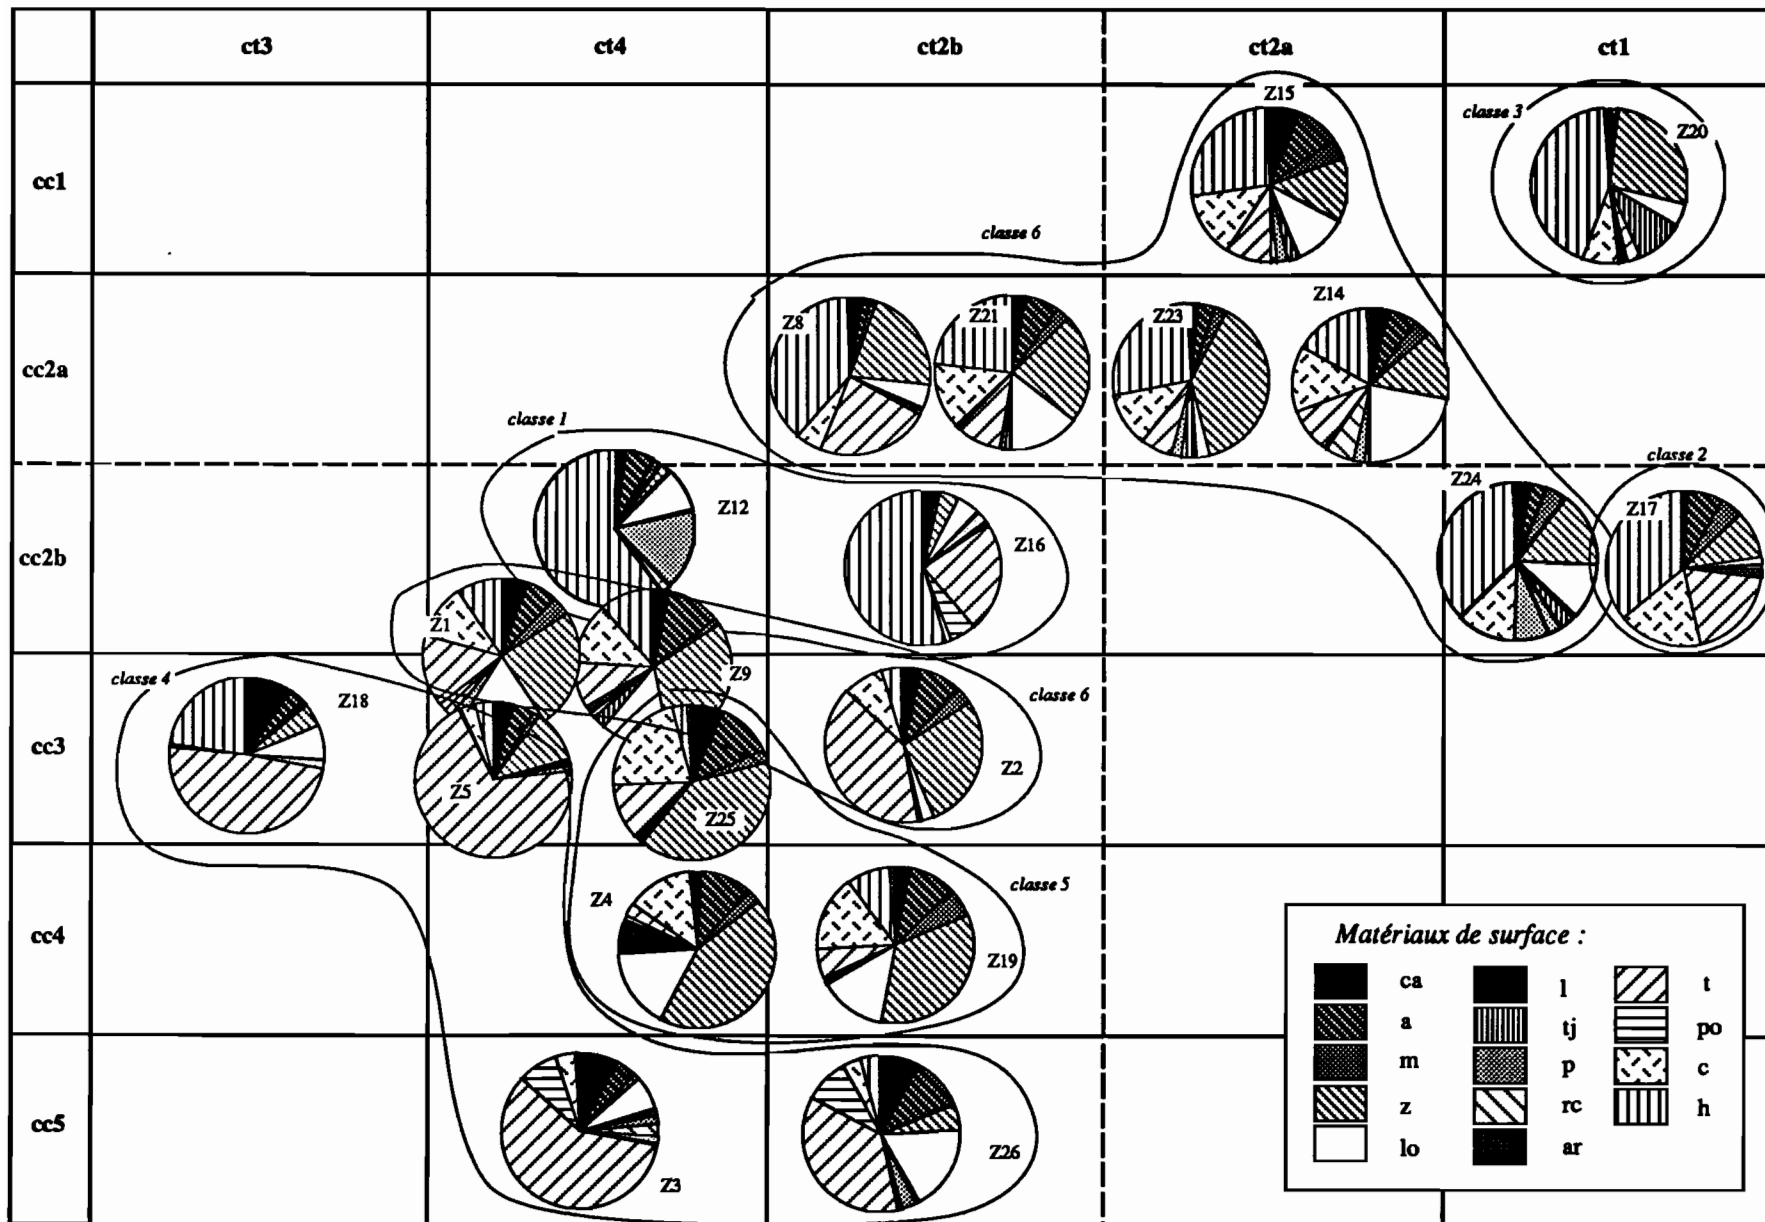 ct3 ct4 ct2b ct2a ct1
cc1 Z15 classe 3 Z20
classe 6
cc2a Z8 Z21 Z23 Z14
classe 1
classe 2
cc2b Z12 Z16 Z24 Z17
Z1 Z9
classe 4 classe 6
cc3 Z18 Z5 Z25 Z2
cc4 Z4 Z19 classe 5
cc5 Z3 Z26
Matériaux de surface :
ca l t
a tj po
m p c
z rc h
lo ar